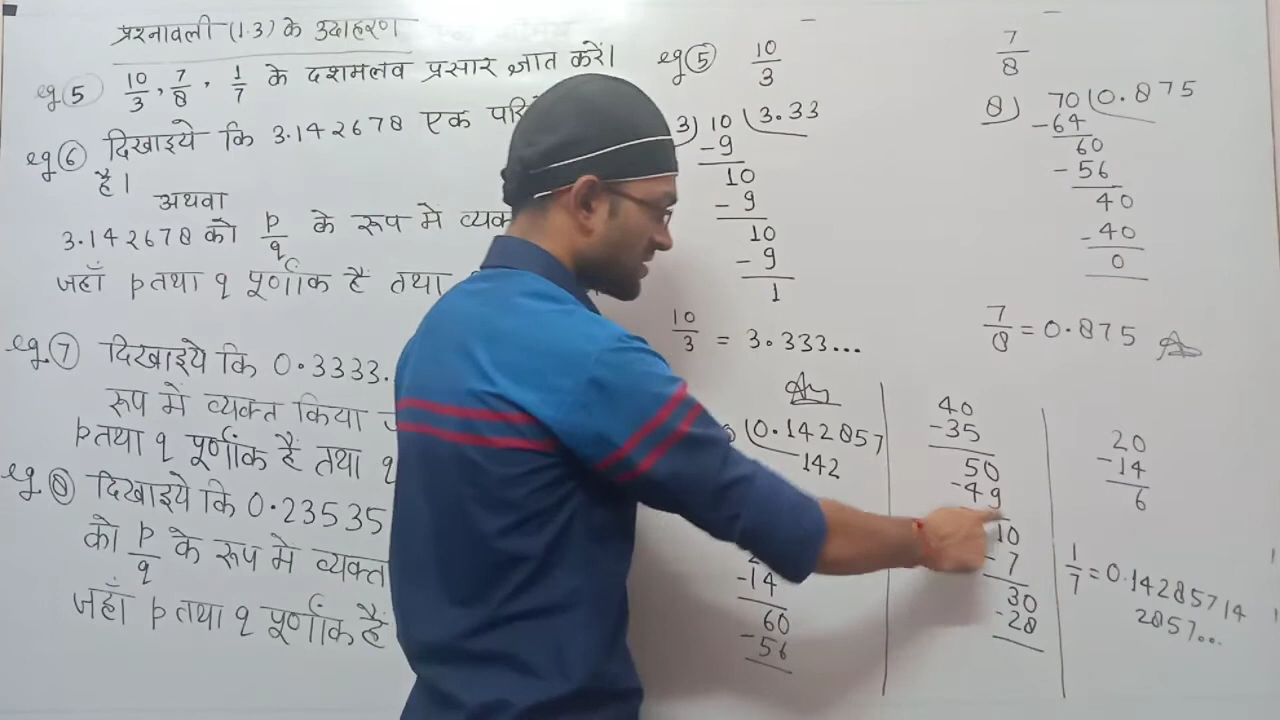 प्रश्नावली (1.3) के उदाहरण
eg ⑤ 10/3, 7/8, 1/7 के दशमलव प्रसार ज्ञात करें।
eg ⑥ दिखाइये कि 3.142678 एक
है।
अथवा
3.142678 को p/q के रूप मे
जहाँ p तथा q पूर्णांक है तथा
eg. ⑦ दिखाइये कि 0.3333.
रूप में व्यक्त किया
p तथा q पूर्णांक है तथा q
eg. ⑧ दिखाइये कि 0.23535
को p/q के रूप मे व्यक्त
जहाँ p तथा q पूर्णांक है
eg ⑤ 10/3
3) 10 ( 3.33
-9
10
- 9
10
- 9
1
10/3 = 3.333...
Ans
7/8
8) 70 ( 0.875
-64
60
- 56
40
- 40
0
7/8 = 0.875 Ans
( 0.142857
142
-14
60
- 56
40
-35
50
-49
10
- 7
30
- 28
20
-14
6
1/7 = 0.14285714
2857...